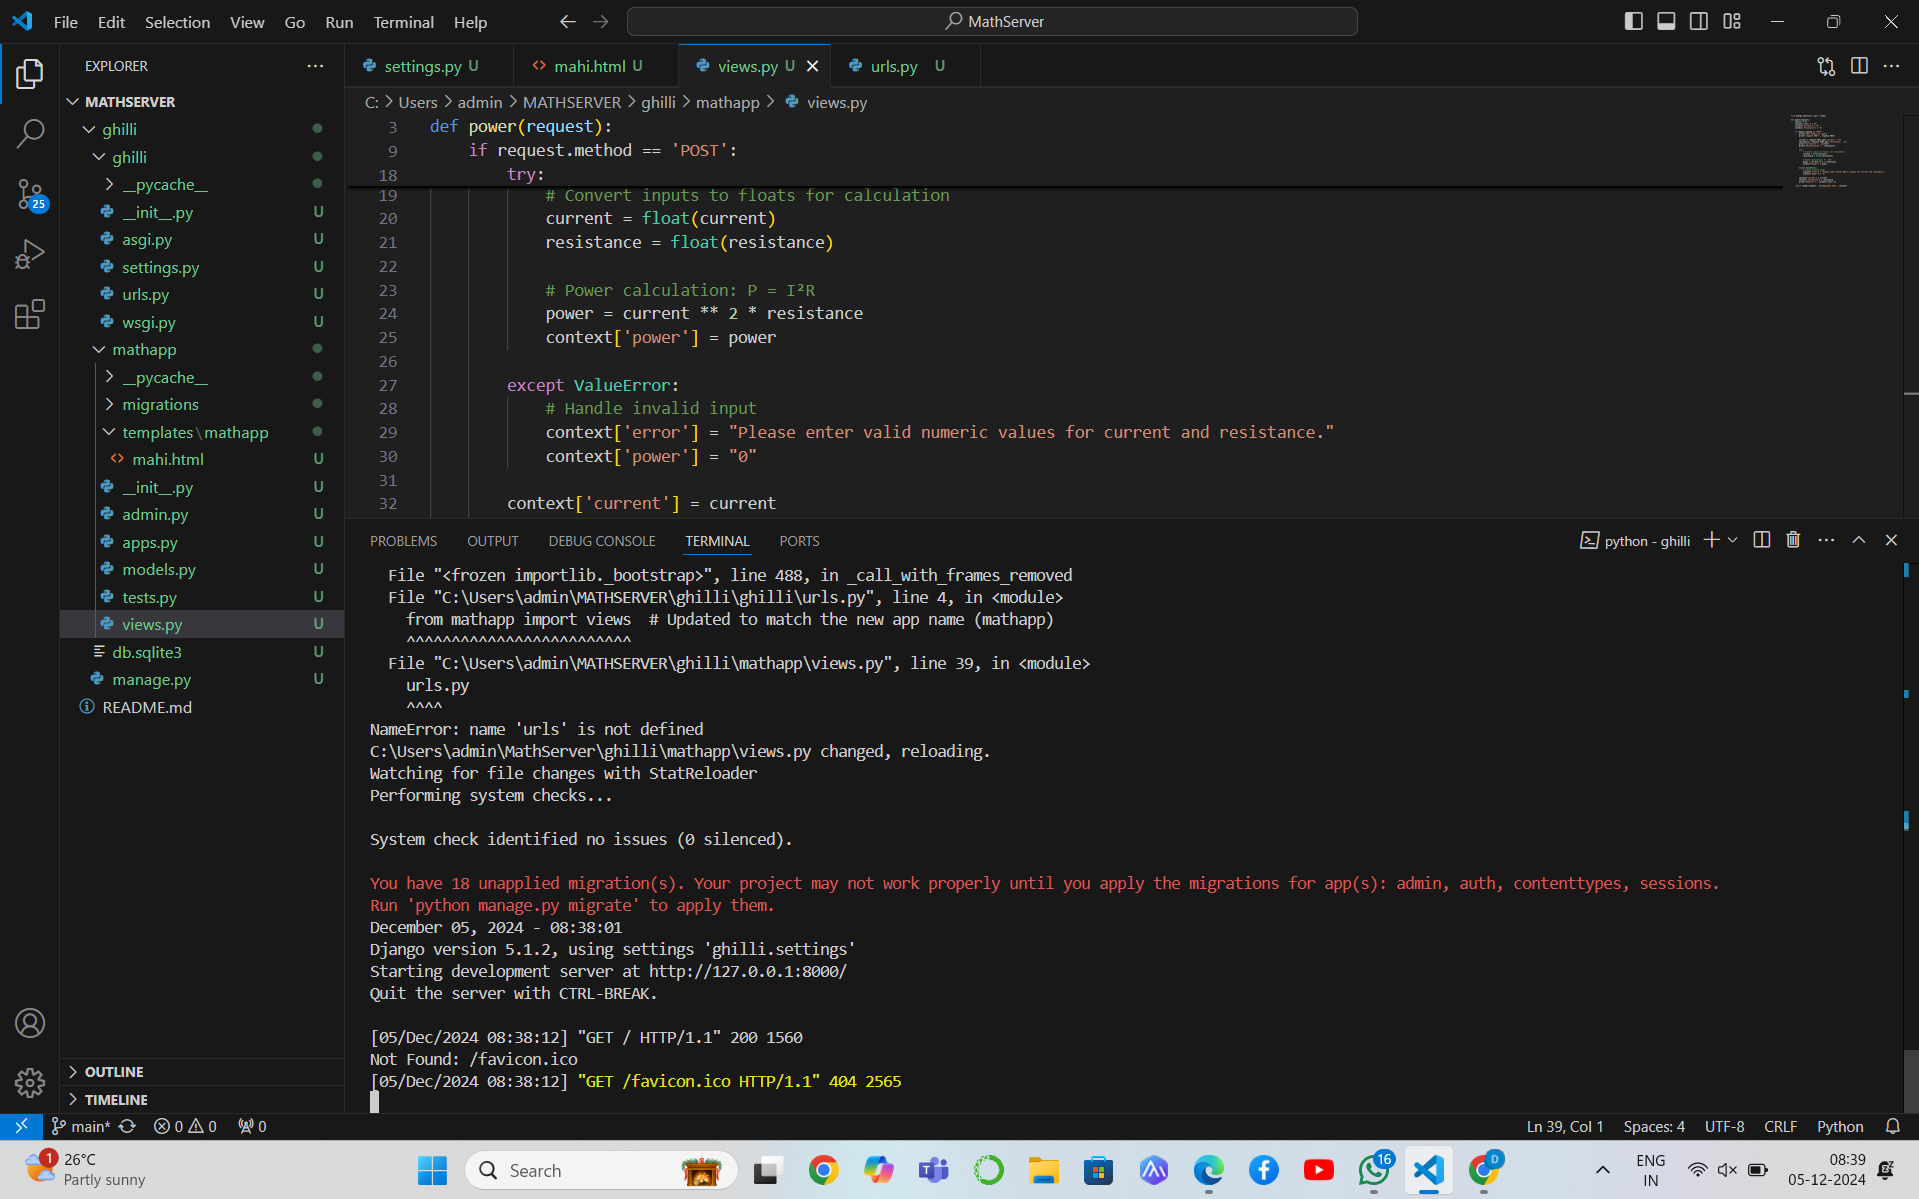 File Edit Selection View Go Run Terminal Help
MathServer
EXPLORER
MATHSERVER
ghilli
ghilli
__pycache__
__init__.py U
asgi.py U
settings.py U
urls.py U
wsgi.py U
mathapp
__pycache__
migrations
templates\mathapp
mahi.html U
__init__.py U
admin.py U
apps.py U
models.py U
tests.py U
views.py U
db.sqlite3 U
manage.py U
README.md
OUTLINE
TIMELINE
25
settings.py U mahi.html U views.py U urls.py U
C: > Users > admin > MATHSERVER > ghilli > mathapp > views.py
3 def power(request):
9 if request.method == 'POST':
18 try:
19 # Convert inputs to floats for calculation
20 current = float(current)
21 resistance = float(resistance)
22
23 # Power calculation: P = I²R
24 power = current ** 2 * resistance
25 context['power'] = power
26
27 except ValueError:
28 # Handle invalid input
29 context['error'] = "Please enter valid numeric values for current and resistance."
30 context['power'] = "0"
31
32 context['current'] = current
PROBLEMS OUTPUT DEBUG CONSOLE TERMINAL PORTS
python - ghilli
File "<frozen importlib._bootstrap>", line 488, in _call_with_frames_removed
File "C:\Users\admin\MATHSERVER\ghilli\ghilli\urls.py", line 4, in <module>
from mathapp import views # Updated to match the new app name (mathapp)
^^^^^^^^^^^^^^^^^^^^^^^^^
File "C:\Users\admin\MATHSERVER\ghilli\mathapp\views.py", line 39, in <module>
urls.py
^^^^
NameError: name 'urls' is not defined
C:\Users\admin\MathServer\ghilli\mathapp\views.py changed, reloading.
Watching for file changes with StatReloader
Performing system checks...
System check identified no issues (0 silenced).
You have 18 unapplied migration(s). Your project may not work properly until you apply the migrations for app(s): admin, auth, contenttypes, sessions.
Run 'python manage.py migrate' to apply them.
December 05, 2024 - 08:38:01
Django version 5.1.2, using settings 'ghilli.settings'
Starting development server at http://127.0.0.1:8000/
Quit the server with CTRL-BREAK.
[05/Dec/2024 08:38:12] "GET / HTTP/1.1" 200 1560
Not Found: /favicon.ico
[05/Dec/2024 08:38:12] "GET /favicon.ico HTTP/1.1" 404 2565
main* 0 0 0
Ln 39, Col 1 Spaces: 4 UTF-8 CRLF Python
1 26°C
Partly sunny
Search
16
D
ENG
IN
08:39
05-12-2024